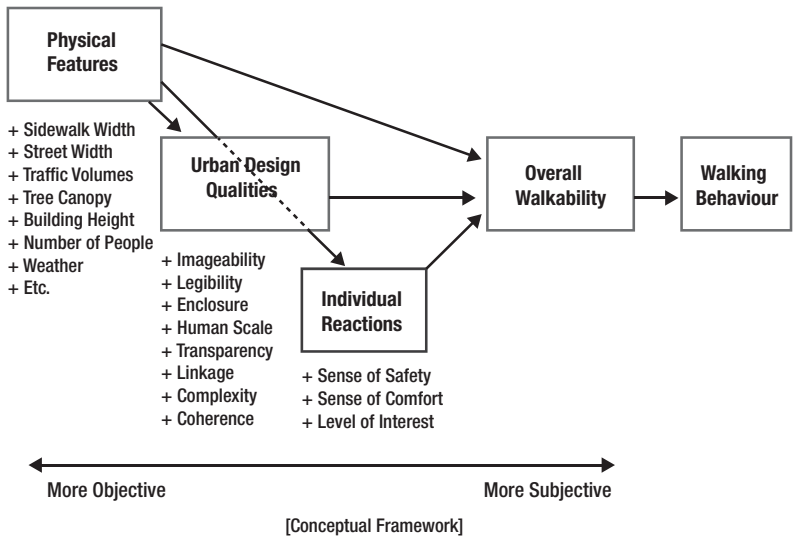 Physical
Features
+ Sidewalk Width
+ Street Width
+ Traffic Volumes
+ Tree Canopy
+ Building Height
+ Number of People
+ Weather
+ Etc.
Urban Design
Qualities
+ Imageability
+ Legibility
+ Enclosure
+ Human Scale
+ Transparency
+ Linkage
+ Complexity
+ Coherence
Individual
Reactions
+ Sense of Safety
+ Sense of Comfort
+ Level of Interest
Overall
Walkability
Walking
Behaviour
More Objective
More Subjective
[Conceptual Framework]